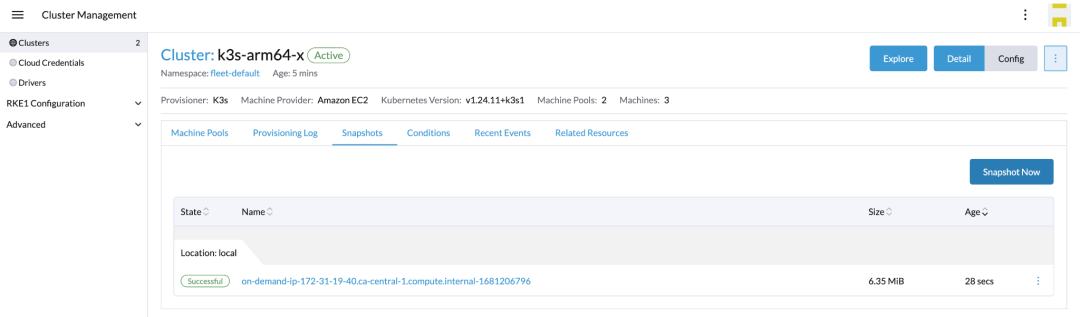 Cluster Management
Clusters 2
Cloud Credentials
Drivers
RKE1 Configuration
Advanced
Cluster: k3s-arm64-x Active
Explore Detail Config
Namespace: fleet-default Age: 5 mins
Provisioner: K3s Machine Provider: Amazon EC2 Kubernetes Version: v1.24.11+k3s1 Machine Pools: 2 Machines: 3
Machine Pools Provisioning Log Snapshots Conditions Recent Events Related Resources
Snapshot Now
State Name Size Age
Location: local
Successful on-demand-ip-172-31-19-40.ca-central-1.compute.internal-1681206796 6.35 MiB 28 secs